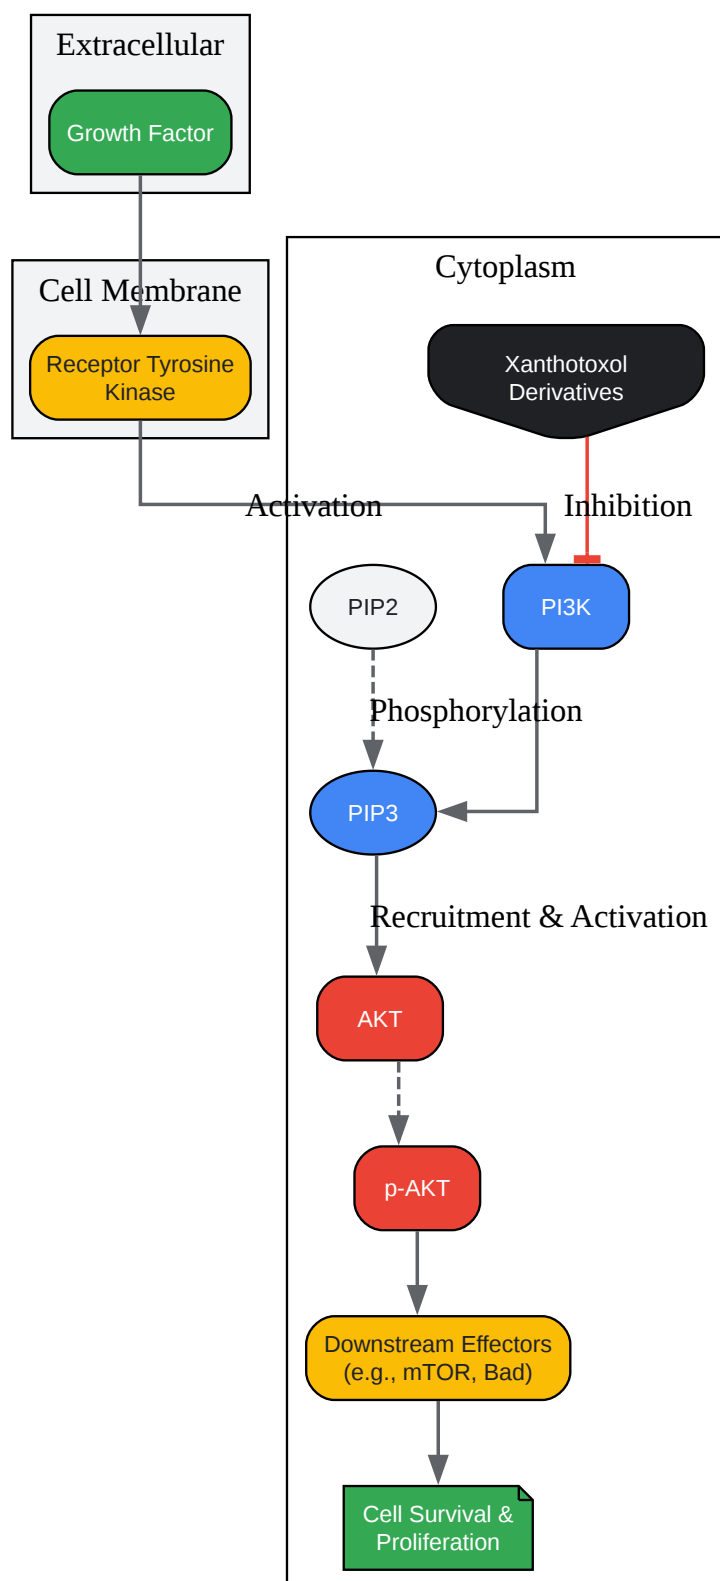 Extracellular
Growth Factor
Cell Membrane
Receptor Tyrosine
Kinase
Cytoplasm
Xanthotoxol
Derivatives
Activation
Inhibition
PIP2
PI3K
Phosphorylation
PIP3
Recruitment & Activation
AKT
p-AKT
Downstream Effectors
(e.g., mTOR, Bad)
Cell Survival &
Proliferation